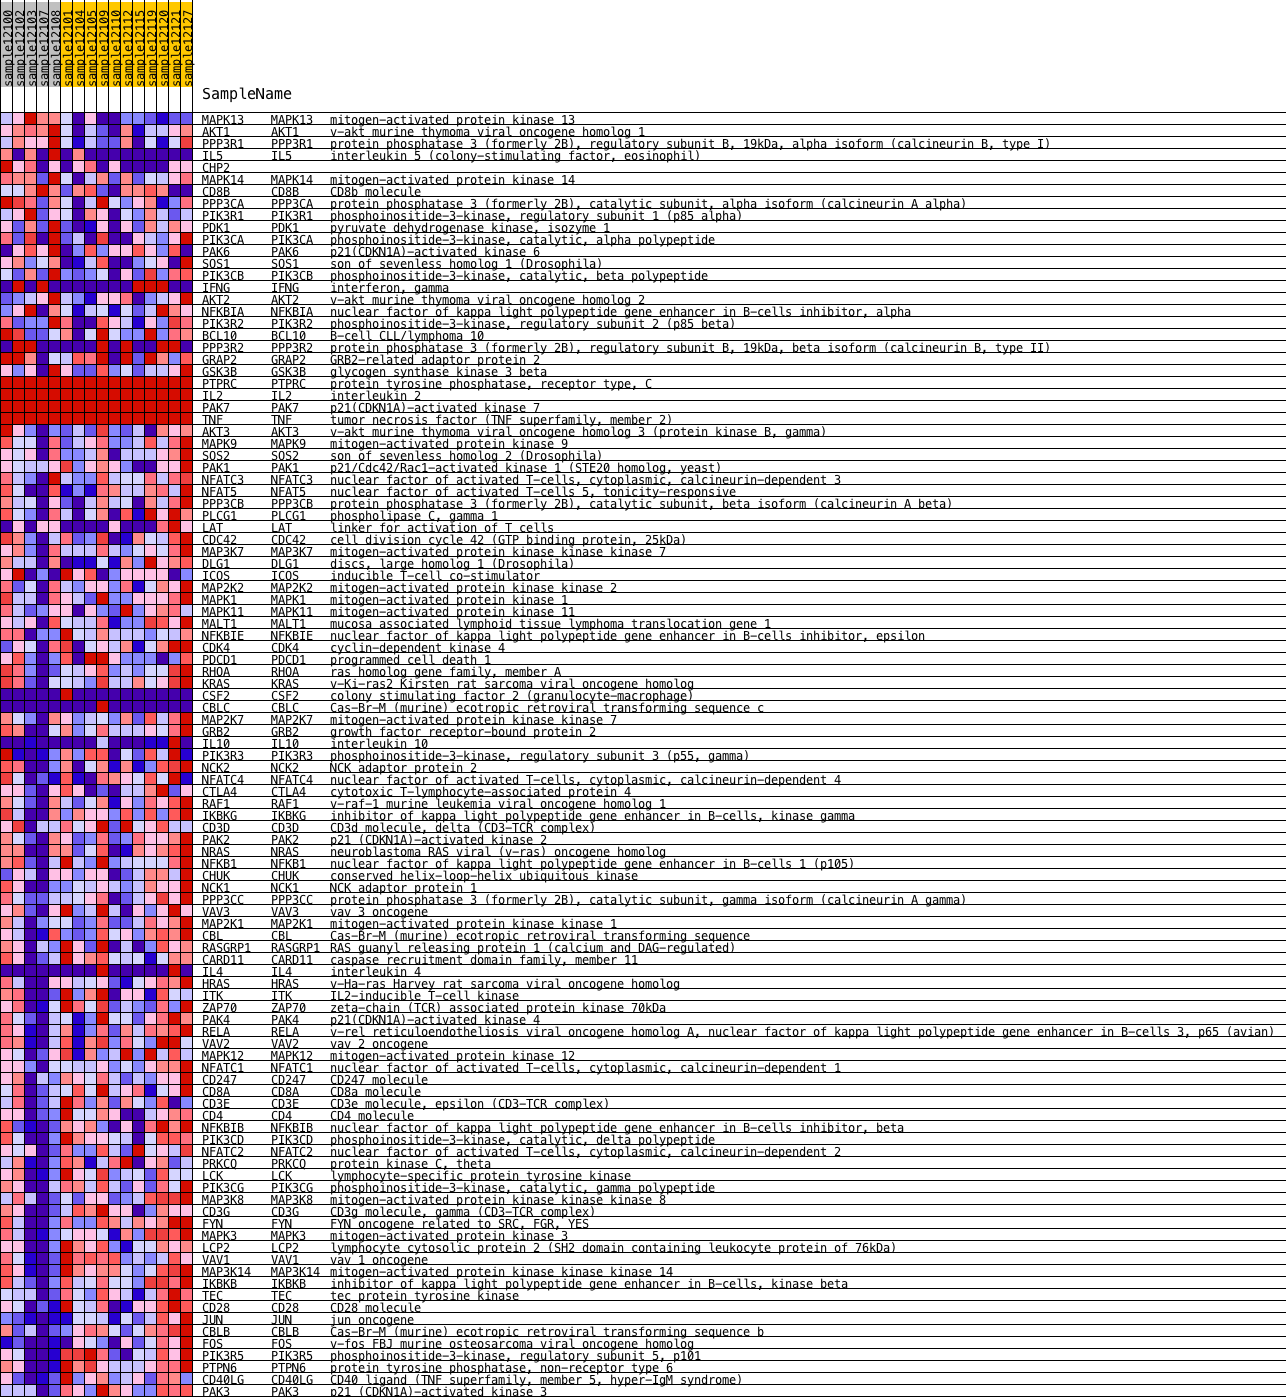 sample12100
sample12102
sample12103
sample12107
sample12108
sample12101
sample12104
sample12105
sample12109
sample12110
sample12112
sample12115
sample12119
sample12120
sample12121
sample12127
SampleName
MAPK13 MAPK13 mitogen-activated protein kinase 13
AKT1 AKT1 v-akt murine thymoma viral oncogene homolog 1
PPP3R1 PPP3R1 protein phosphatase 3 (formerly 2B), regulatory subunit B, 19kDa, alpha isoform (calcineurin B, type I)
IL5 IL5 interleukin 5 (colony-stimulating factor, eosinophil)
CHP2
MAPK14 MAPK14 mitogen-activated protein kinase 14
CD8B CD8B CD8b molecule
PPP3CA PPP3CA protein phosphatase 3 (formerly 2B), catalytic subunit, alpha isoform (calcineurin A alpha)
PIK3R1 PIK3R1 phosphoinositide-3-kinase, regulatory subunit 1 (p85 alpha)
PDK1 PDK1 pyruvate dehydrogenase kinase, isozyme 1
PIK3CA PIK3CA phosphoinositide-3-kinase, catalytic, alpha polypeptide
PAK6 PAK6 p21(CDKN1A)-activated kinase 6
SOS1 SOS1 son of sevenless homolog 1 (Drosophila)
PIK3CB PIK3CB phosphoinositide-3-kinase, catalytic, beta polypeptide
IFNG IFNG interferon, gamma
AKT2 AKT2 v-akt murine thymoma viral oncogene homolog 2
NFKBIA NFKBIA nuclear factor of kappa light polypeptide gene enhancer in B-cells inhibitor, alpha
PIK3R2 PIK3R2 phosphoinositide-3-kinase, regulatory subunit 2 (p85 beta)
BCL10 BCL10 B-cell CLL/lymphoma 10
PPP3R2 PPP3R2 protein phosphatase 3 (formerly 2B), regulatory subunit B, 19kDa, beta isoform (calcineurin B, type II)
GRAP2 GRAP2 GRB2-related adaptor protein 2
GSK3B GSK3B glycogen synthase kinase 3 beta
PTPRC PTPRC protein tyrosine phosphatase, receptor type, C
IL2 IL2 interleukin 2
PAK7 PAK7 p21(CDKN1A)-activated kinase 7
TNF TNF tumor necrosis factor (TNF superfamily, member 2)
AKT3 AKT3 v-akt murine thymoma viral oncogene homolog 3 (protein kinase B, gamma)
MAPK9 MAPK9 mitogen-activated protein kinase 9
SOS2 SOS2 son of sevenless homolog 2 (Drosophila)
PAK1 PAK1 p21/Cdc42/Rac1-activated kinase 1 (STE20 homolog, yeast)
NFATC3 NFATC3 nuclear factor of activated T-cells, cytoplasmic, calcineurin-dependent 3
NFAT5 NFAT5 nuclear factor of activated T-cells 5, tonicity-responsive
PPP3CB PPP3CB protein phosphatase 3 (formerly 2B), catalytic subunit, beta isoform (calcineurin A beta)
PLCG1 PLCG1 phospholipase C, gamma 1
LAT LAT linker for activation of T cells
CDC42 CDC42 cell division cycle 42 (GTP binding protein, 25kDa)
MAP3K7 MAP3K7 mitogen-activated protein kinase kinase kinase 7
DLG1 DLG1 discs, large homolog 1 (Drosophila)
ICOS ICOS inducible T-cell co-stimulator
MAP2K2 MAP2K2 mitogen-activated protein kinase kinase 2
MAPK1 MAPK1 mitogen-activated protein kinase 1
MAPK11 MAPK11 mitogen-activated protein kinase 11
MALT1 MALT1 mucosa associated lymphoid tissue lymphoma translocation gene 1
NFKBIE NFKBIE nuclear factor of kappa light polypeptide gene enhancer in B-cells inhibitor, epsilon
CDK4 CDK4 cyclin-dependent kinase 4
PDCD1 PDCD1 programmed cell death 1
RHOA RHOA ras homolog gene family, member A
KRAS KRAS v-Ki-ras2 Kirsten rat sarcoma viral oncogene homolog
CSF2 CSF2 colony stimulating factor 2 (granulocyte-macrophage)
CBLC CBLC Cas-Br-M (murine) ecotropic retroviral transforming sequence c
MAP2K7 MAP2K7 mitogen-activated protein kinase kinase 7
GRB2 GRB2 growth factor receptor-bound protein 2
IL10 IL10 interleukin 10
PIK3R3 PIK3R3 phosphoinositide-3-kinase, regulatory subunit 3 (p55, gamma)
NCK2 NCK2 NCK adaptor protein 2
NFATC4 NFATC4 nuclear factor of activated T-cells, cytoplasmic, calcineurin-dependent 4
CTLA4 CTLA4 cytotoxic T-lymphocyte-associated protein 4
RAF1 RAF1 v-raf-1 murine leukemia viral oncogene homolog 1
IKBKG IKBKG inhibitor of kappa light polypeptide gene enhancer in B-cells, kinase gamma
CD3D CD3D CD3d molecule, delta (CD3-TCR complex)
PAK2 PAK2 p21 (CDKN1A)-activated kinase 2
NRAS NRAS neuroblastoma RAS viral (v-ras) oncogene homolog
NFKB1 NFKB1 nuclear factor of kappa light polypeptide gene enhancer in B-cells 1 (p105)
CHUK CHUK conserved helix-loop-helix ubiquitous kinase
NCK1 NCK1 NCK adaptor protein 1
PPP3CC PPP3CC protein phosphatase 3 (formerly 2B), catalytic subunit, gamma isoform (calcineurin A gamma)
VAV3 VAV3 vav 3 oncogene
MAP2K1 MAP2K1 mitogen-activated protein kinase kinase 1
CBL CBL Cas-Br-M (murine) ecotropic retroviral transforming sequence
RASGRP1 RASGRP1 RAS guanyl releasing protein 1 (calcium and DAG-regulated)
CARD11 CARD11 caspase recruitment domain family, member 11
IL4 IL4 interleukin 4
HRAS HRAS v-Ha-ras Harvey rat sarcoma viral oncogene homolog
ITK ITK IL2-inducible T-cell kinase
ZAP70 ZAP70 zeta-chain (TCR) associated protein kinase 70kDa
PAK4 PAK4 p21(CDKN1A)-activated kinase 4
RELA RELA v-rel reticuloendotheliosis viral oncogene homolog A, nuclear factor of kappa light polypeptide gene enhancer in B-cells 3, p65 (avian)
VAV2 VAV2 vav 2 oncogene
MAPK12 MAPK12 mitogen-activated protein kinase 12
NFATC1 NFATC1 nuclear factor of activated T-cells, cytoplasmic, calcineurin-dependent 1
CD247 CD247 CD247 molecule
CD8A CD8A CD8a molecule
CD3E CD3E CD3e molecule, epsilon (CD3-TCR complex)
CD4 CD4 CD4 molecule
NFKBIB NFKBIB nuclear factor of kappa light polypeptide gene enhancer in B-cells inhibitor, beta
PIK3CD PIK3CD phosphoinositide-3-kinase, catalytic, delta polypeptide
NFATC2 NFATC2 nuclear factor of activated T-cells, cytoplasmic, calcineurin-dependent 2
PRKCQ PRKCQ protein kinase C, theta
LCK LCK lymphocyte-specific protein tyrosine kinase
PIK3CG PIK3CG phosphoinositide-3-kinase, catalytic, gamma polypeptide
MAP3K8 MAP3K8 mitogen-activated protein kinase kinase kinase 8
CD3G CD3G CD3g molecule, gamma (CD3-TCR complex)
FYN FYN FYN oncogene related to SRC, FGR, YES
MAPK3 MAPK3 mitogen-activated protein kinase 3
LCP2 LCP2 lymphocyte cytosolic protein 2 (SH2 domain containing leukocyte protein of 76kDa)
VAV1 VAV1 vav 1 oncogene
MAP3K14 MAP3K14 mitogen-activated protein kinase kinase kinase 14
IKBKB IKBKB inhibitor of kappa light polypeptide gene enhancer in B-cells, kinase beta
TEC TEC tec protein tyrosine kinase
CD28 CD28 CD28 molecule
JUN JUN jun oncogene
CBLB CBLB Cas-Br-M (murine) ecotropic retroviral transforming sequence b
FOS FOS v-fos FBJ murine osteosarcoma viral oncogene homolog
PIK3R5 PIK3R5 phosphoinositide-3-kinase, regulatory subunit 5, p101
PTPN6 PTPN6 protein tyrosine phosphatase, non-receptor type 6
CD40LG CD40LG CD40 ligand (TNF superfamily, member 5, hyper-IgM syndrome)
PAK3 PAK3 p21 (CDKN1A)-activated kinase 3